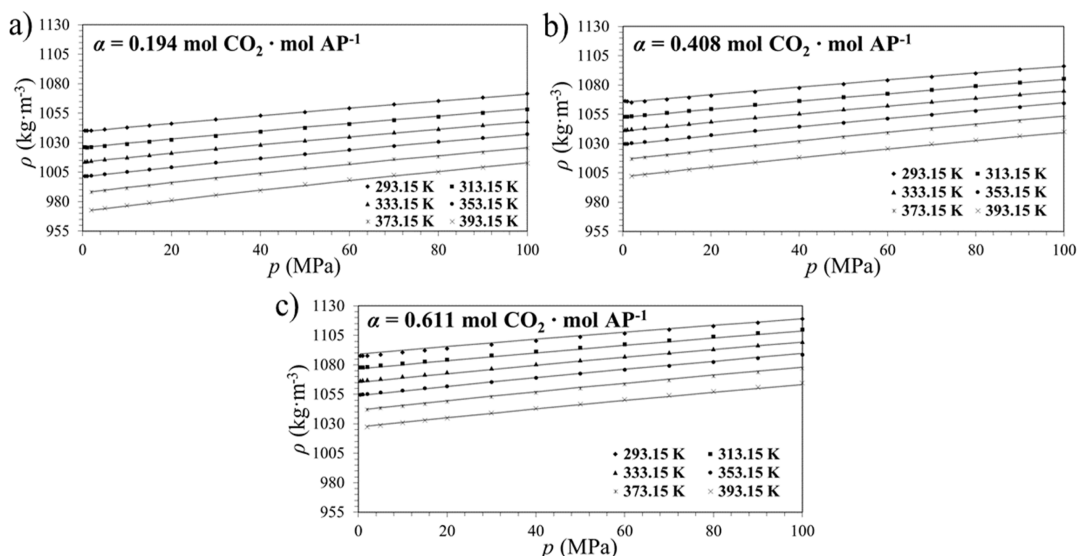 a)
α = 0.194 mol CO₂ · mol AP⁻¹
1130
1105
1080
1055
1030
1005
980
955
ρ (kg·m⁻³)
293.15 K 313.15 K
333.15 K 353.15 K
373.15 K 393.15 K
0 20 40 60 80 100
p (MPa)
b)
α = 0.408 mol CO₂ · mol AP⁻¹
1130
1105
1080
1055
1030
1005
980
955
ρ (kg·m⁻³)
293.15 K 313.15 K
333.15 K 353.15 K
373.15 K 393.15 K
0 20 40 60 80 100
p (MPa)
c)
α = 0.611 mol CO₂ · mol AP⁻¹
1130
1105
1080
1055
1030
1005
980
955
ρ (kg·m⁻³)
293.15 K 313.15 K
333.15 K 353.15 K
373.15 K 393.15 K
0 20 40 60 80 100
p (MPa)